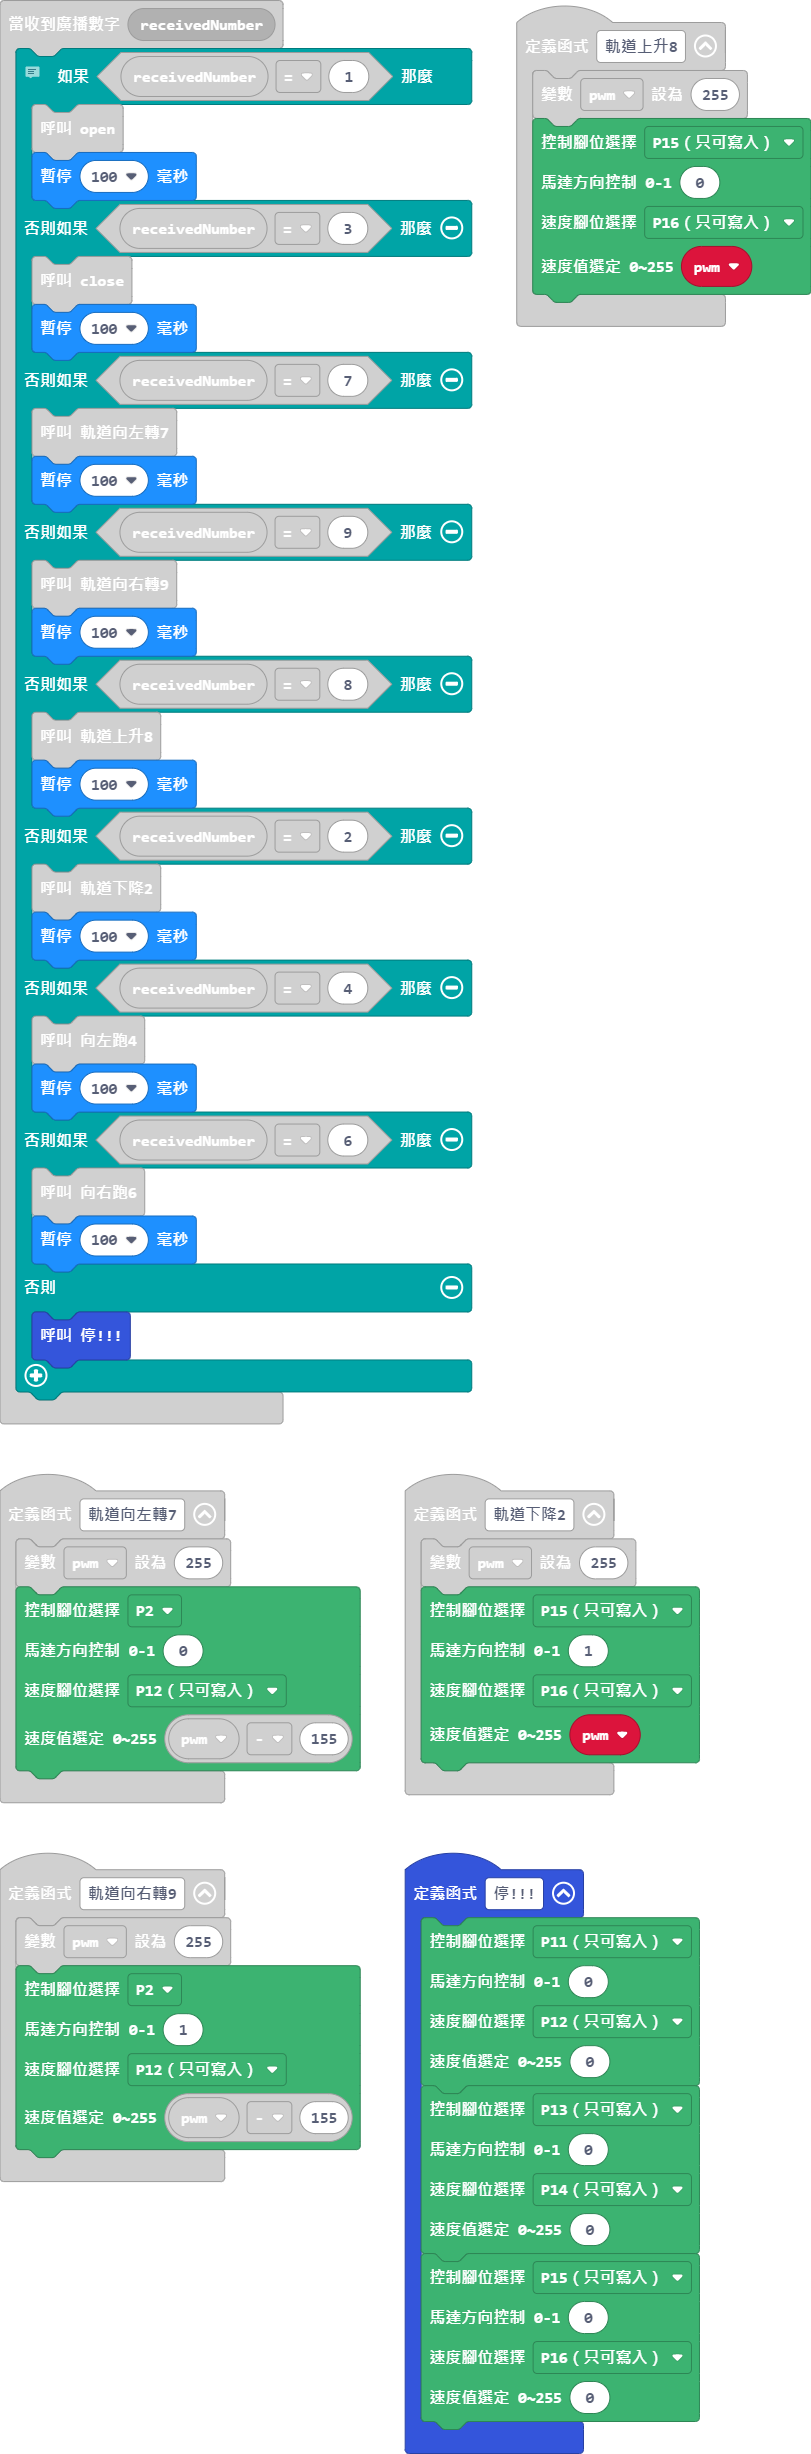 當收到廣播數字 receivedNumber
如果 receivedNumber = 1 那麼
呼叫 open
暫停 100 毫秒
否則如果 receivedNumber = 3 那麼
呼叫 close
暫停 100 毫秒
否則如果 receivedNumber = 7 那麼
呼叫 軌道向左轉7
暫停 100 毫秒
否則如果 receivedNumber = 9 那麼
呼叫 軌道向右轉9
暫停 100 毫秒
否則如果 receivedNumber = 8 那麼
呼叫 軌道上升8
暫停 100 毫秒
否則如果 receivedNumber = 2 那麼
呼叫 軌道下降2
暫停 100 毫秒
否則如果 receivedNumber = 4 那麼
呼叫 向左跑4
暫停 100 毫秒
否則如果 receivedNumber = 6 那麼
呼叫 向右跑6
暫停 100 毫秒
否則
呼叫 停!!!
定義函式 軌道上升8
變數 pwm 設為 255
控制腳位選擇 P15（只可寫入）
馬達方向控制 0-1 0
速度腳位選擇 P16（只可寫入）
速度值選定 0~255 pwm
定義函式 軌道向左轉7
變數 pwm 設為 255
控制腳位選擇 P2
馬達方向控制 0-1 0
速度腳位選擇 P12（只可寫入）
速度值選定 0~255 pwm - 155
定義函式 軌道下降2
變數 pwm 設為 255
控制腳位選擇 P15（只可寫入）
馬達方向控制 0-1 1
速度腳位選擇 P16（只可寫入）
速度值選定 0~255 pwm
定義函式 軌道向右轉9
變數 pwm 設為 255
控制腳位選擇 P2
馬達方向控制 0-1 1
速度腳位選擇 P12（只可寫入）
速度值選定 0~255 pwm - 155
定義函式 停!!!
控制腳位選擇 P11（只可寫入）
馬達方向控制 0-1 0
速度腳位選擇 P12（只可寫入）
速度值選定 0~255 0
控制腳位選擇 P13（只可寫入）
馬達方向控制 0-1 0
速度腳位選擇 P14（只可寫入）
速度值選定 0~255 0
控制腳位選擇 P15（只可寫入）
馬達方向控制 0-1 0
速度腳位選擇 P16（只可寫入）
速度值選定 0~255 0